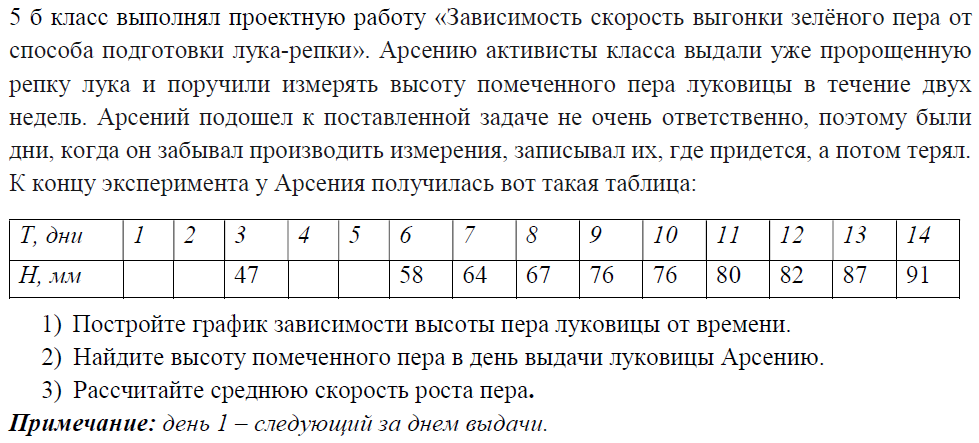 5 б класс выполнял проектную работу «Зависимость скорость выгонки зелёного пера от
способа подготовки лука-репки». Арсению активисты класса выдали уже пророщенную
репку лука и поручили измерять высоту помеченного пера луковицы в течение двух
недель. Арсений подошел к поставленной задаче не очень ответственно, поэтому были
дни, когда он забывал производить измерения, записывал их, где придется, а потом терял.
К концу эксперимента у Арсения получилась вот такая таблица:
Т, дни 1 2 3 4 5 6 7 8 9 10 11 12 13 14
Н, мм 47 58 64 67 76 76 80 82 87 91
1) Постройте график зависимости высоты пера луковицы от времени.
2) Найдите высоту помеченного пера в день выдачи луковицы Арсению.
3) Рассчитайте среднюю скорость роста пера.
Примечание: день 1 – следующий за днем выдачи.